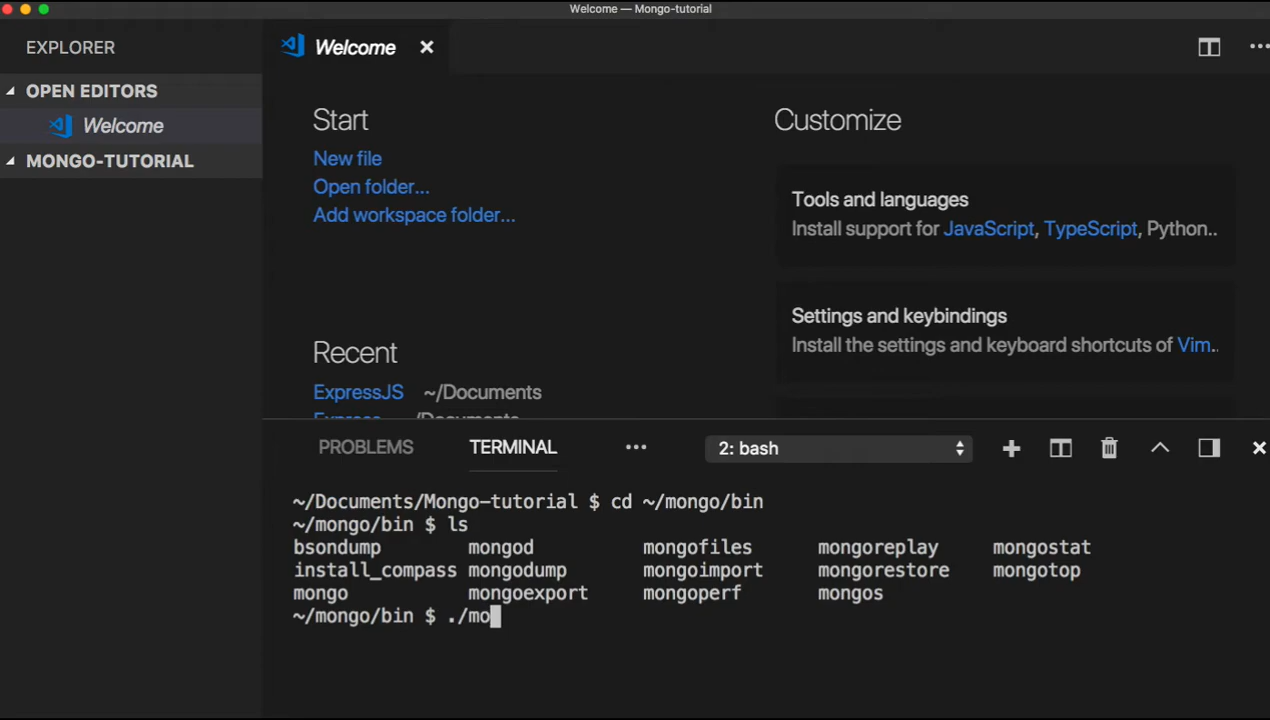 Welcome — Mongo-tutorial
EXPLORER
OPEN EDITORS
Welcome
MONGO-TUTORIAL
Welcome
Start
New file
Open folder...
Add workspace folder...
Recent
ExpressJS ~/Documents
Express ~/Documents
Customize
Tools and languages
Install support for JavaScript, TypeScript, Python..
Settings and keybindings
Install the settings and keyboard shortcuts of Vim..
PROBLEMS TERMINAL ... 2: bash
~/Documents/Mongo-tutorial $ cd ~/mongo/bin
~/mongo/bin $ ls
bsondump mongod mongofiles mongoreplay mongostat
install_compass mongodump mongoimport mongorestore mongotop
mongo mongoexport mongoperf mongos
~/mongo/bin $ ./mo